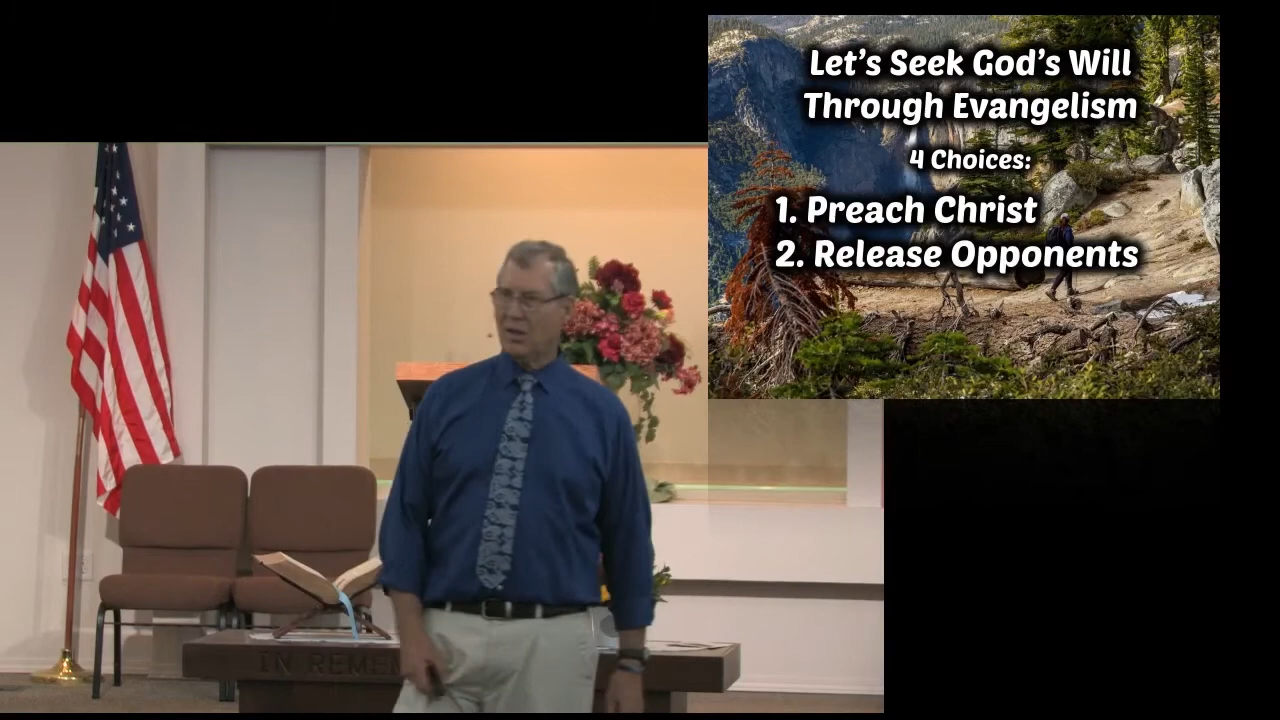 Let's Seek God's Will
Through Evangelism
4 Choices:
1. Preach Christ
2. Release Opponents
IN REMEM